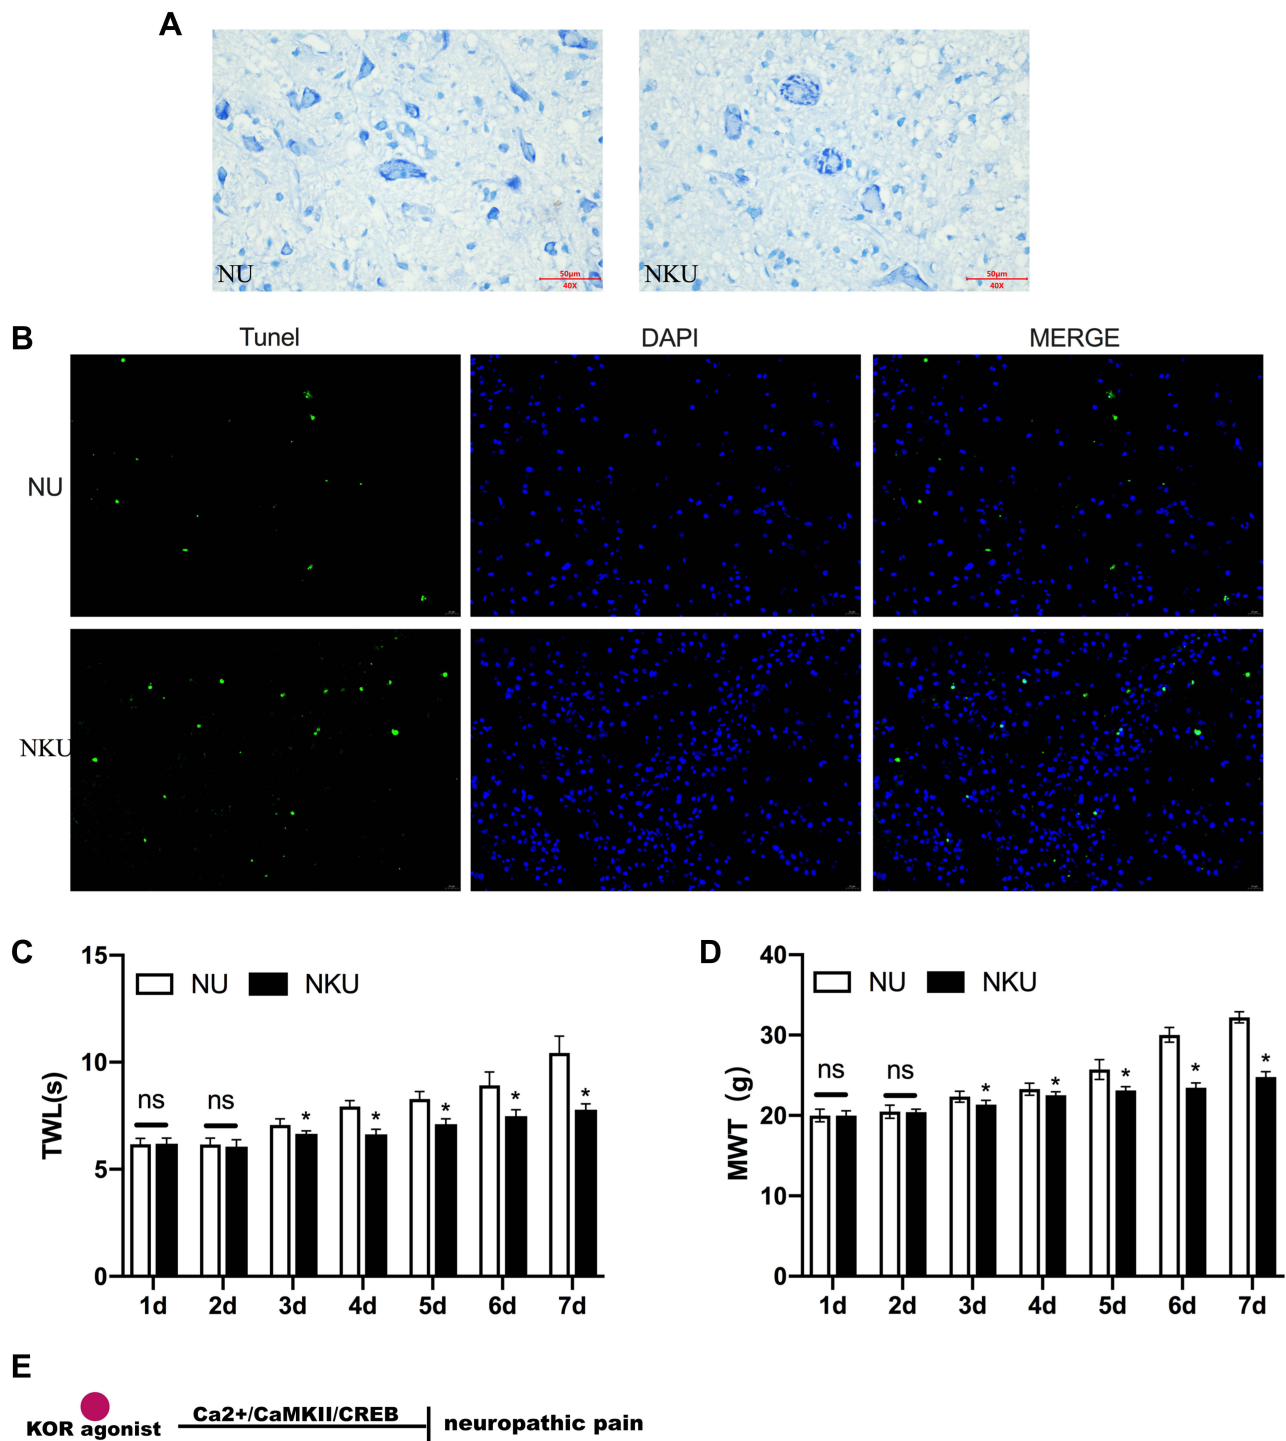 A
NU
50μm
40X
NKU
50μm
40X
B
Tunel
DAPI
MERGE
NU
NKU
C
15
10
5
0
TWL(s)
NU
NKU
ns
ns
*
*
*
*
*
1d
2d
3d
4d
5d
6d
7d
D
40
30
20
10
0
MWT (g)
NU
NKU
ns
ns
*
*
*
*
*
1d
2d
3d
4d
5d
6d
7d
E
KOR agonist
Ca2+/CaMKII/CREB
neuropathic pain